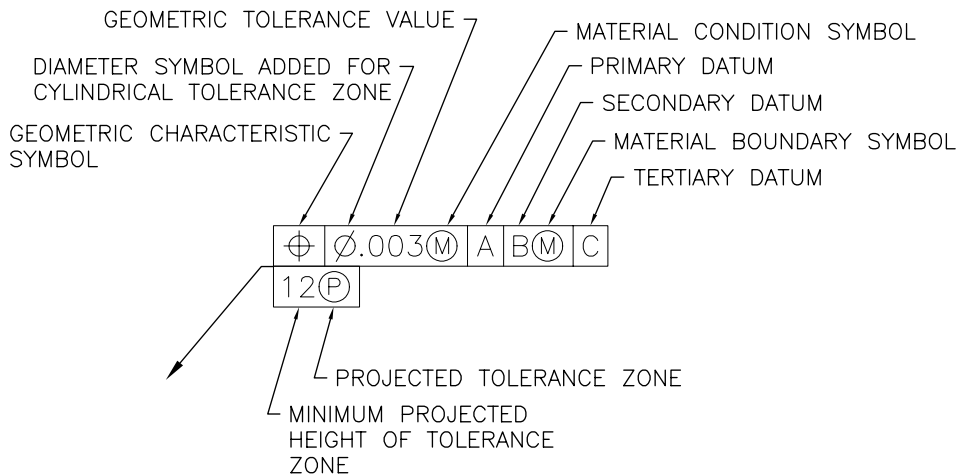 GEOMETRIC TOLERANCE VALUE
MATERIAL CONDITION SYMBOL
DIAMETER SYMBOL ADDED FOR
CYLINDRICAL TOLERANCE ZONE
PRIMARY DATUM
SECONDARY DATUM
GEOMETRIC CHARACTERISTIC
SYMBOL
MATERIAL BOUNDARY SYMBOL
TERTIARY DATUM
⌖ Ø.003Ⓜ A BⓂ C
12Ⓟ
PROJECTED TOLERANCE ZONE
MINIMUM PROJECTED
HEIGHT OF TOLERANCE
ZONE